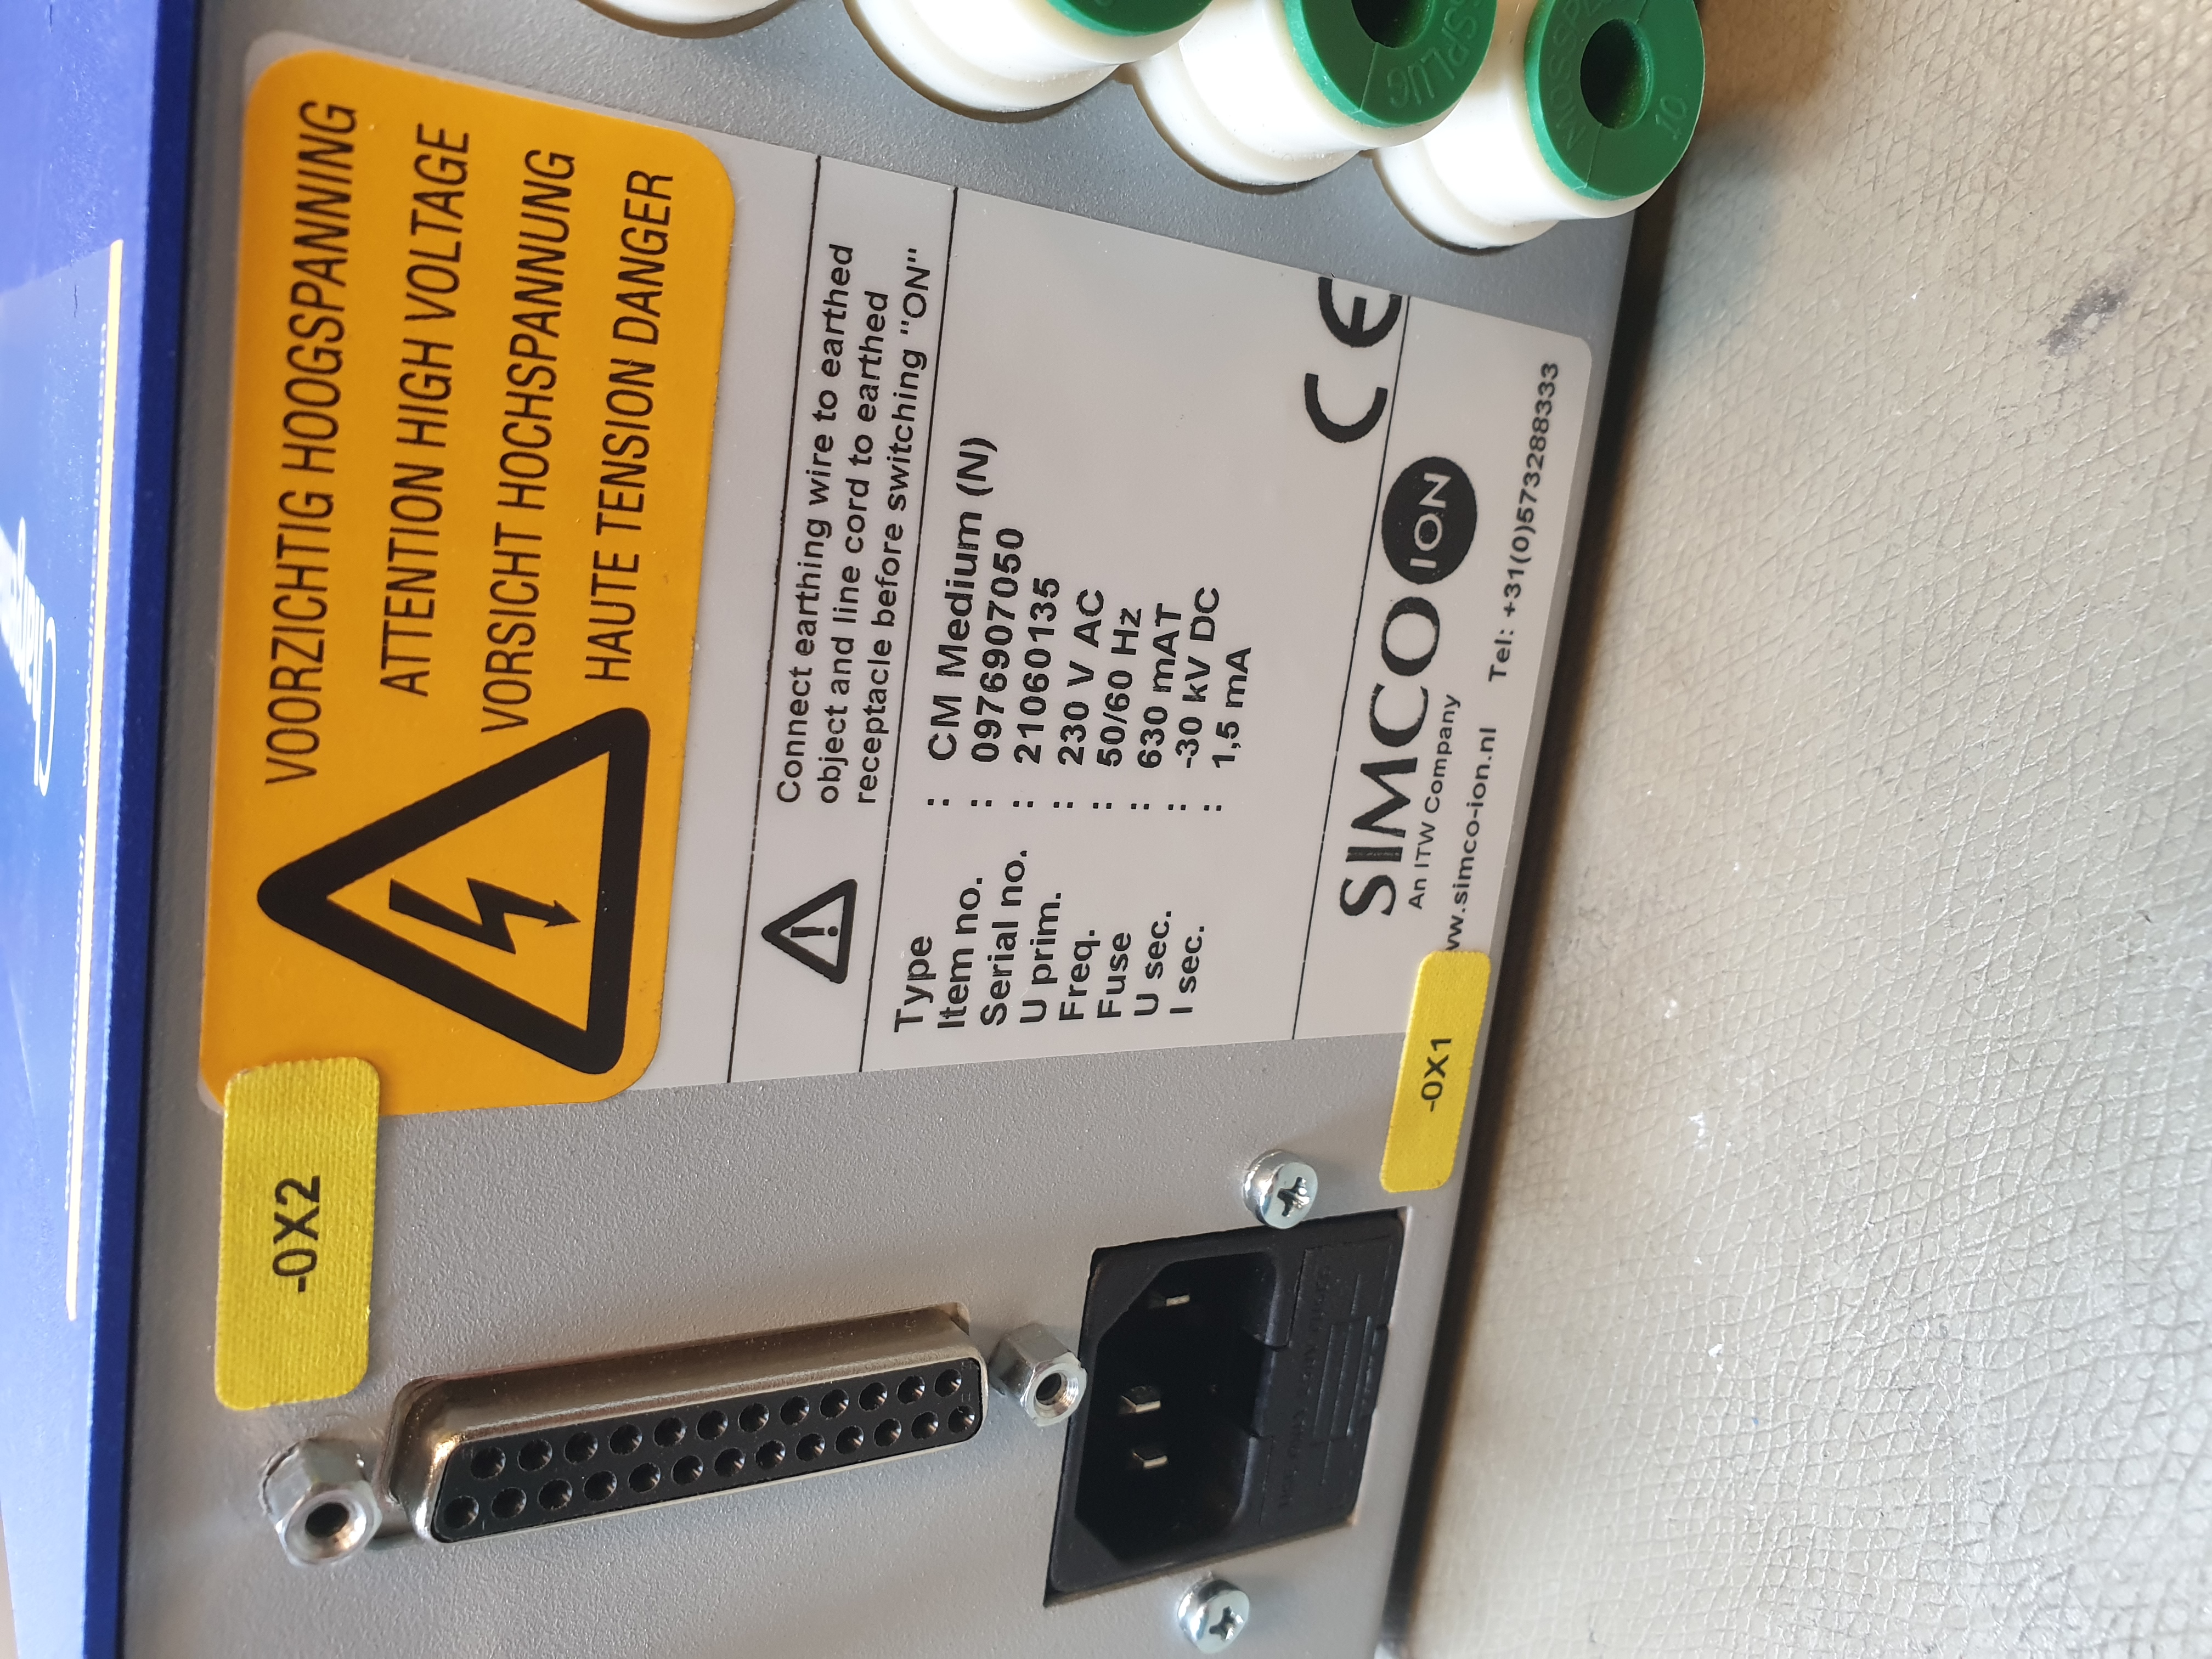 VOORZICHTIG HOOGSPANNING
ATTENTION HIGH VOLTAGE
VORSICHT HOCHSPANNUNG
HAUTE TENSION DANGER
Connect earthing wire to earthed
object and line cord to earthed
receptacle before switching "ON"
Type : CM Medium (N)
Item no. : 0976907050
Serial no. : 21060135
U prim. : 230 V AC
Freq. : 50/60 Hz
Fuse : 630 mAT
U sec. : -30 kV DC
I sec. : 1,5 mA
CE
SIMCO ION
An ITW Company
w.simco-ion.nl Tel: +31(0)573288333
-0X2
-0X1
10